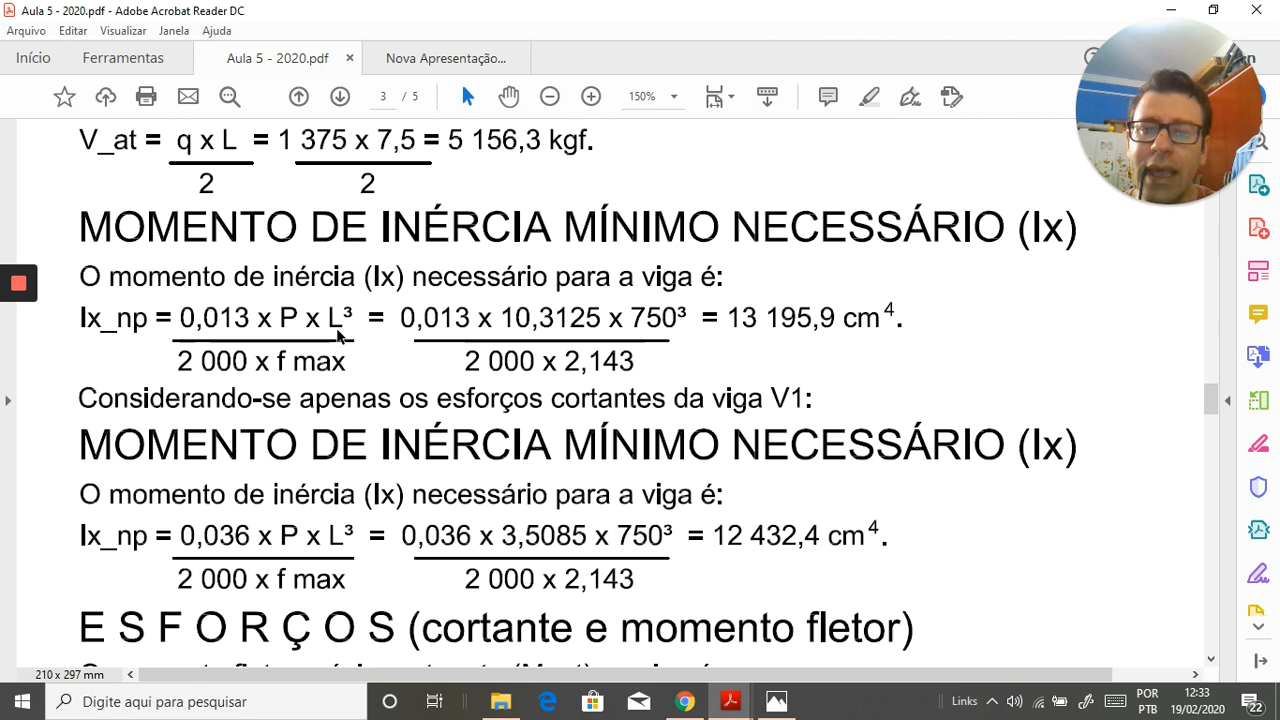 Aula 5 - 2020.pdf - Adobe Acrobat Reader DC
Arquivo Editar Visualizar Janela Ajuda
Início Ferramentas Aula 5 - 2020.pdf × Nova Apresentação...
3 / 5 150%
V_at = q x L = 1 375 x 7,5 = 5 156,3 kgf.
2 2
MOMENTO DE INÉRCIA MÍNIMO NECESSÁRIO (Ix)
O momento de inércia (Ix) necessário para a viga é:
Ix_np = 0,013 x P x L³ = 0,013 x 10,3125 x 750³ = 13 195,9 cm⁴.
2 000 x f max 2 000 x 2,143
Considerando-se apenas os esforços cortantes da viga V1:
MOMENTO DE INÉRCIA MÍNIMO NECESSÁRIO (Ix)
O momento de inércia (Ix) necessário para a viga é:
Ix_np = 0,036 x P x L³ = 0,036 x 3,5085 x 750³ = 12 432,4 cm⁴.
2 000 x f max 2 000 x 2,143
E S F O R Ç O S (cortante e momento fletor)
210 x 297 mm
Digite aqui para pesquisar
Links
POR
PTB
12:33
19/02/2020
22